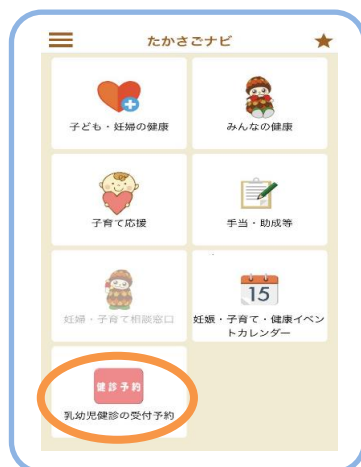 たかさごナビ
子ども・妊婦の健康
みんなの健康
子育て応援
手当・助成等
妊婦・子育て相談窓口
15
妊娠・子育て・健康イベン
トカレンダー
健診予約
乳幼児健診の受付予約